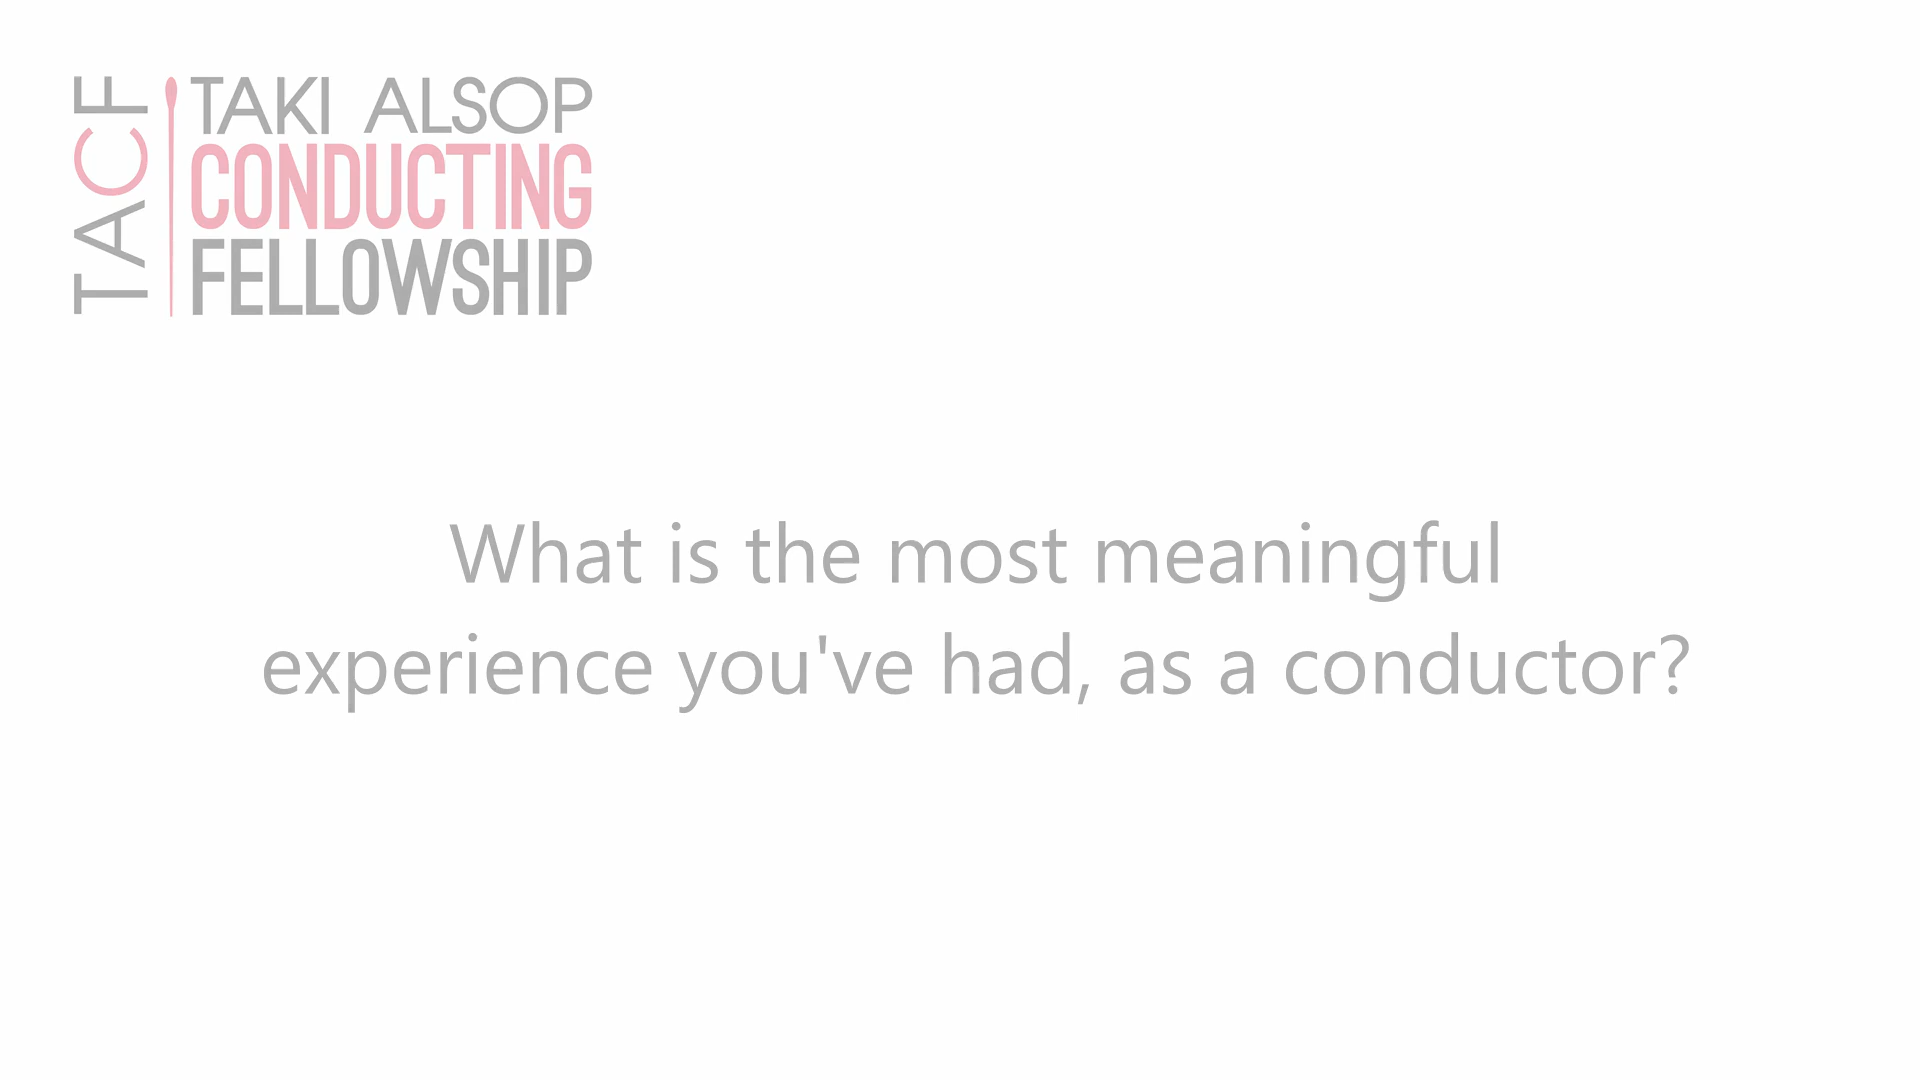 TACF
TAKI ALSOP
CONDUCTING
FELLOWSHIP
What is the most meaningful
experience you've had, as a conductor?